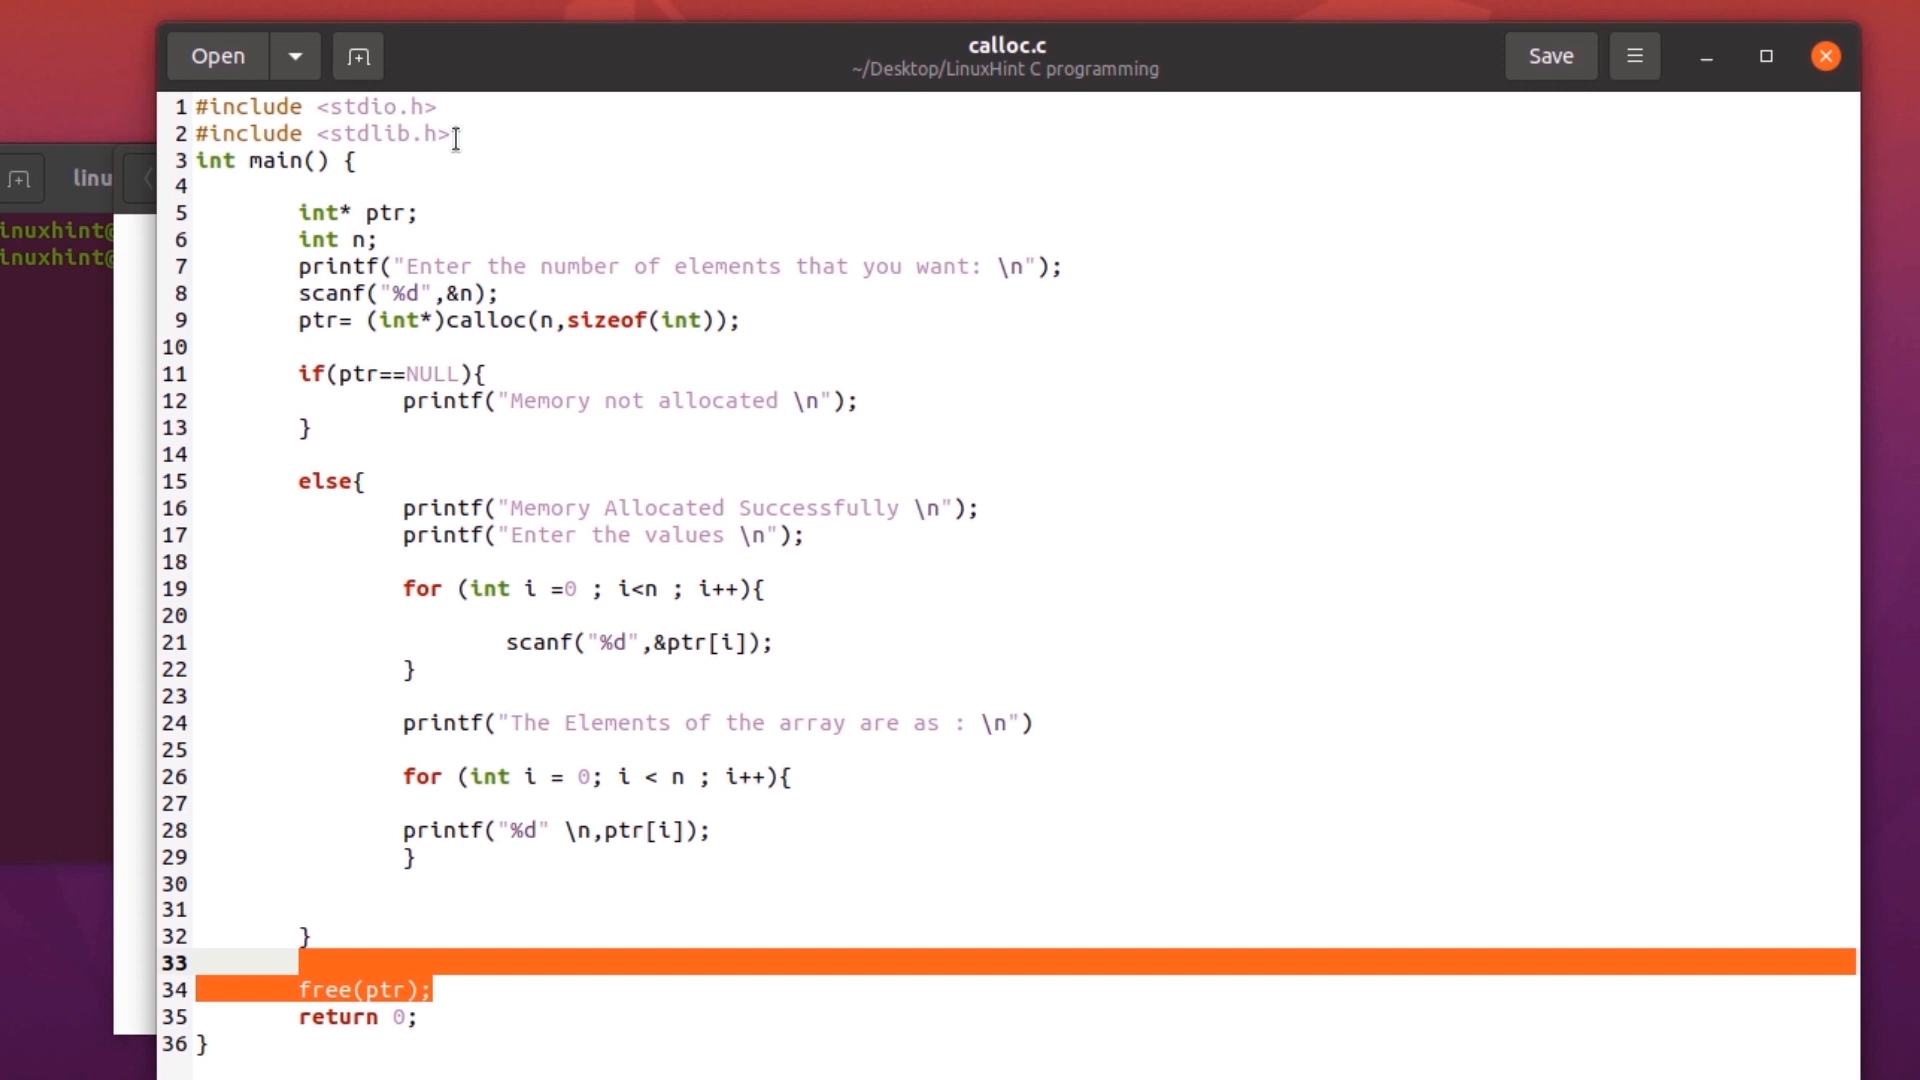 Open
calloc.c
~/Desktop/LinuxHint C programming
Save
linu
inuxhint@
inuxhint@
1 #include <stdio.h>
2 #include <stdlib.h>
3 int main() {
4
5 int* ptr;
6 int n;
7 printf("Enter the number of elements that you want: \n");
8 scanf("%d",&n);
9 ptr= (int*)calloc(n,sizeof(int));
10
11 if(ptr==NULL){
12 printf("Memory not allocated \n");
13 }
14
15 else{
16 printf("Memory Allocated Successfully \n");
17 printf("Enter the values \n");
18
19 for (int i =0 ; i<n ; i++){
20
21 scanf("%d",&ptr[i]);
22 }
23
24 printf("The Elements of the array are as : \n")
25
26 for (int i = 0; i < n ; i++){
27
28 printf("%d" \n,ptr[i]);
29 }
30
31
32 }
33
34 free(ptr);
35 return 0;
36 }